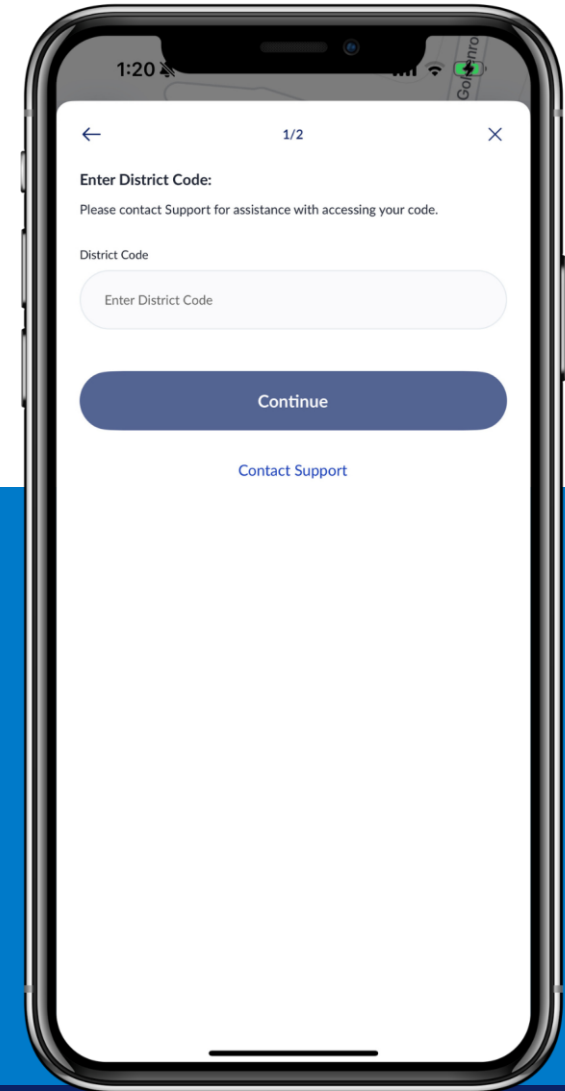 1:20
1/2
Enter District Code:
Please contact Support for assistance with accessing your code.
District Code
Enter District Code
Continue
Contact Support